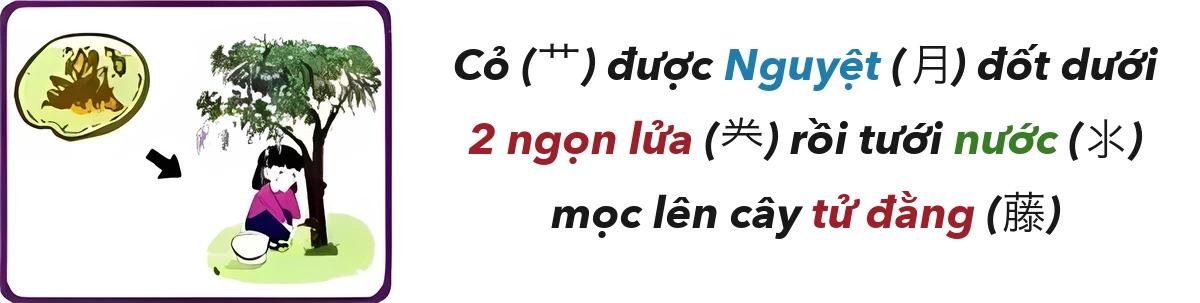 Cỏ (艹) được Nguyệt (月) đốt dưới
2 ngọn lửa (龹) rồi tưới nước (氺)
mọc lên cây tử đằng (藤)